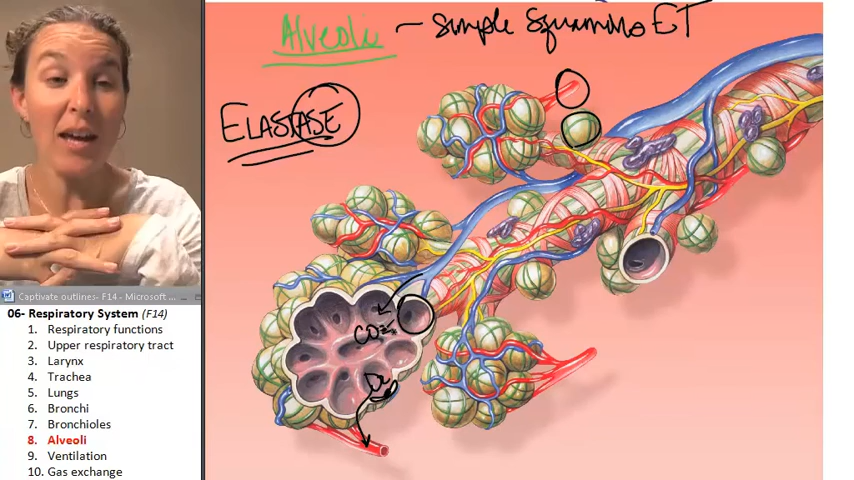 Alveoli - simple squamous ET
ELASTASE
CO₂
O₂
Captivate outlines- F14 - Microsoft ...
06- Respiratory System (F14)
1. Respiratory functions
2. Upper respiratory tract
3. Larynx
4. Trachea
5. Lungs
6. Bronchi
7. Bronchioles
8. Alveoli
9. Ventilation
10. Gas exchange